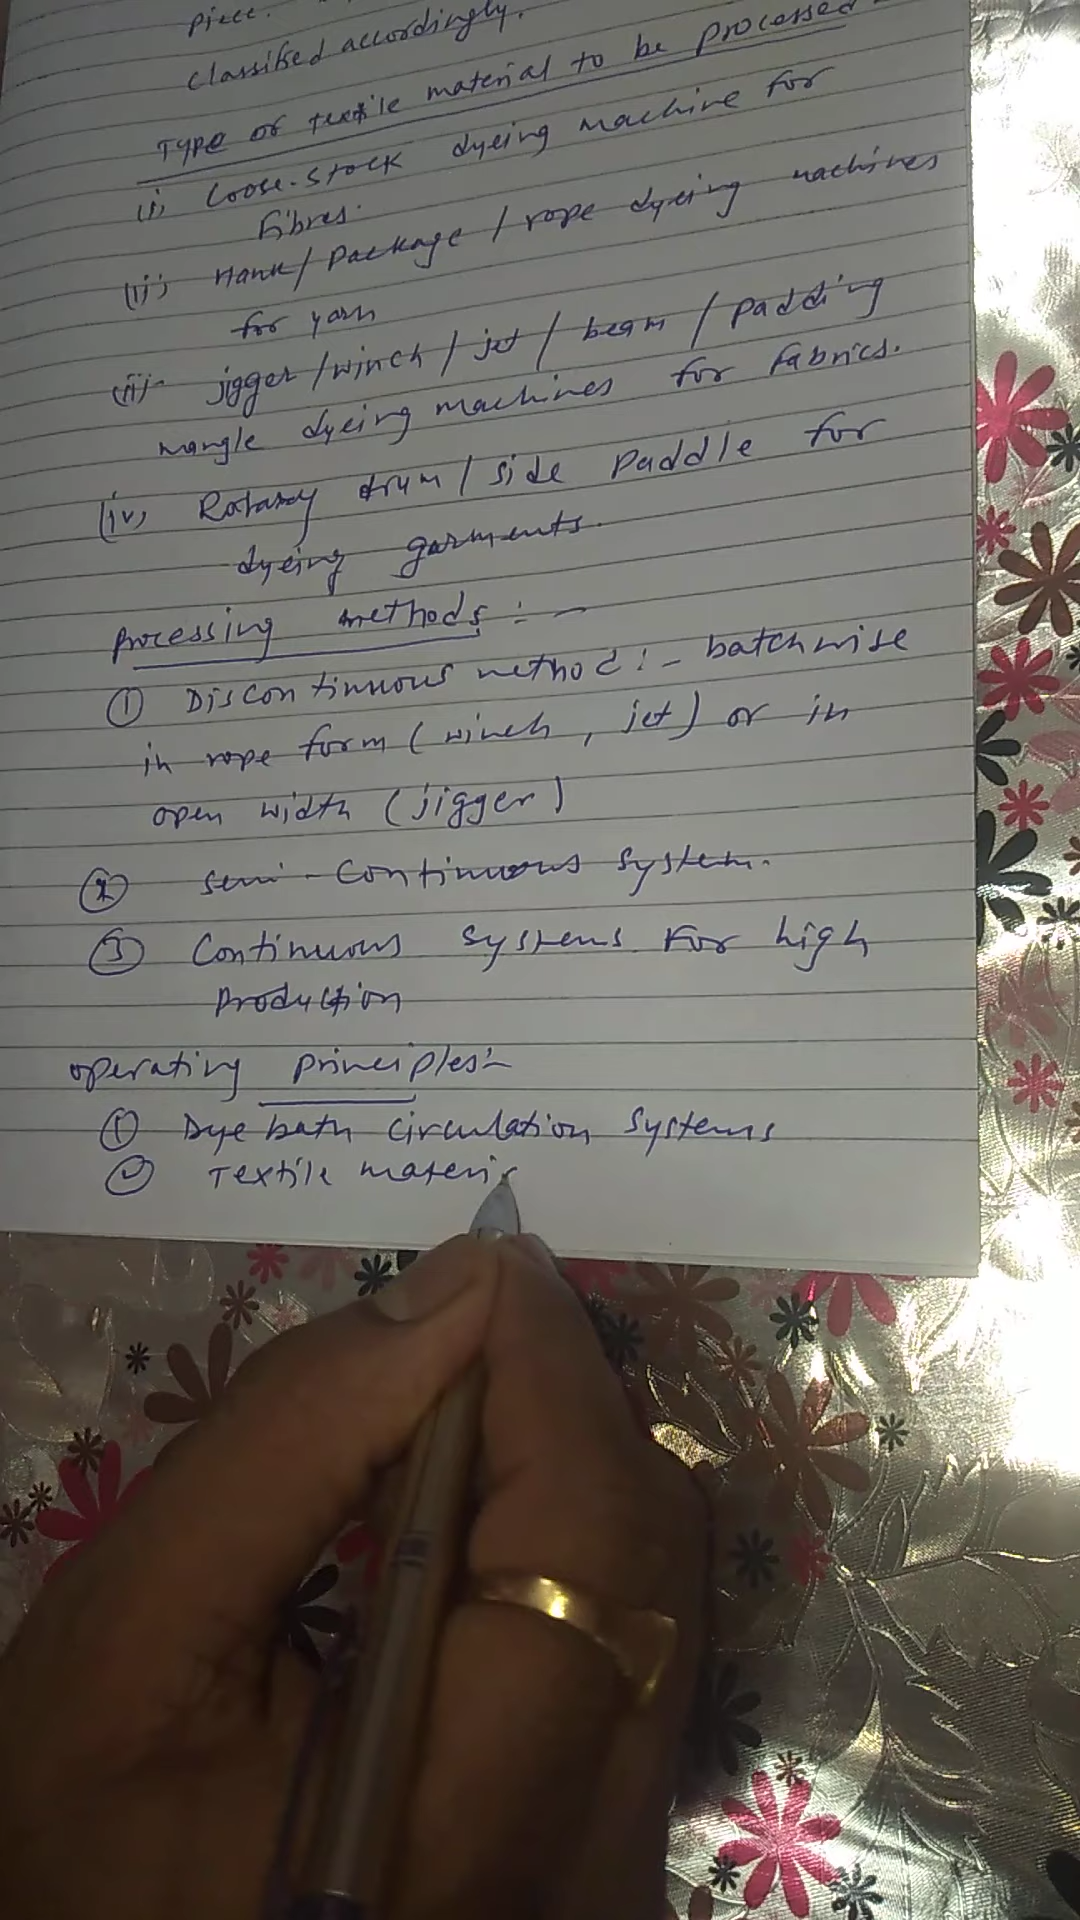 piece.
classified accordingly.
Type of textile material to be processed
(i) Loose-stock dyeing machine for
fibres.
(ii) Hank/Package/rope dyeing machines
for yarn
(iii) jigger/winch/jet/beam/Padding
mangle dyeing machines for fabrics.
(iv) Rotary drum/side paddle for
dyeing garments.
Processing methods :-
① Discontinuous method :- batchwise
in rope form (winch, jet) or in
open width (jigger)
② semi-continuous system.
③ Continuous systems for high
production
operating principles:-
① Dye bath circulation systems
② Textile materi